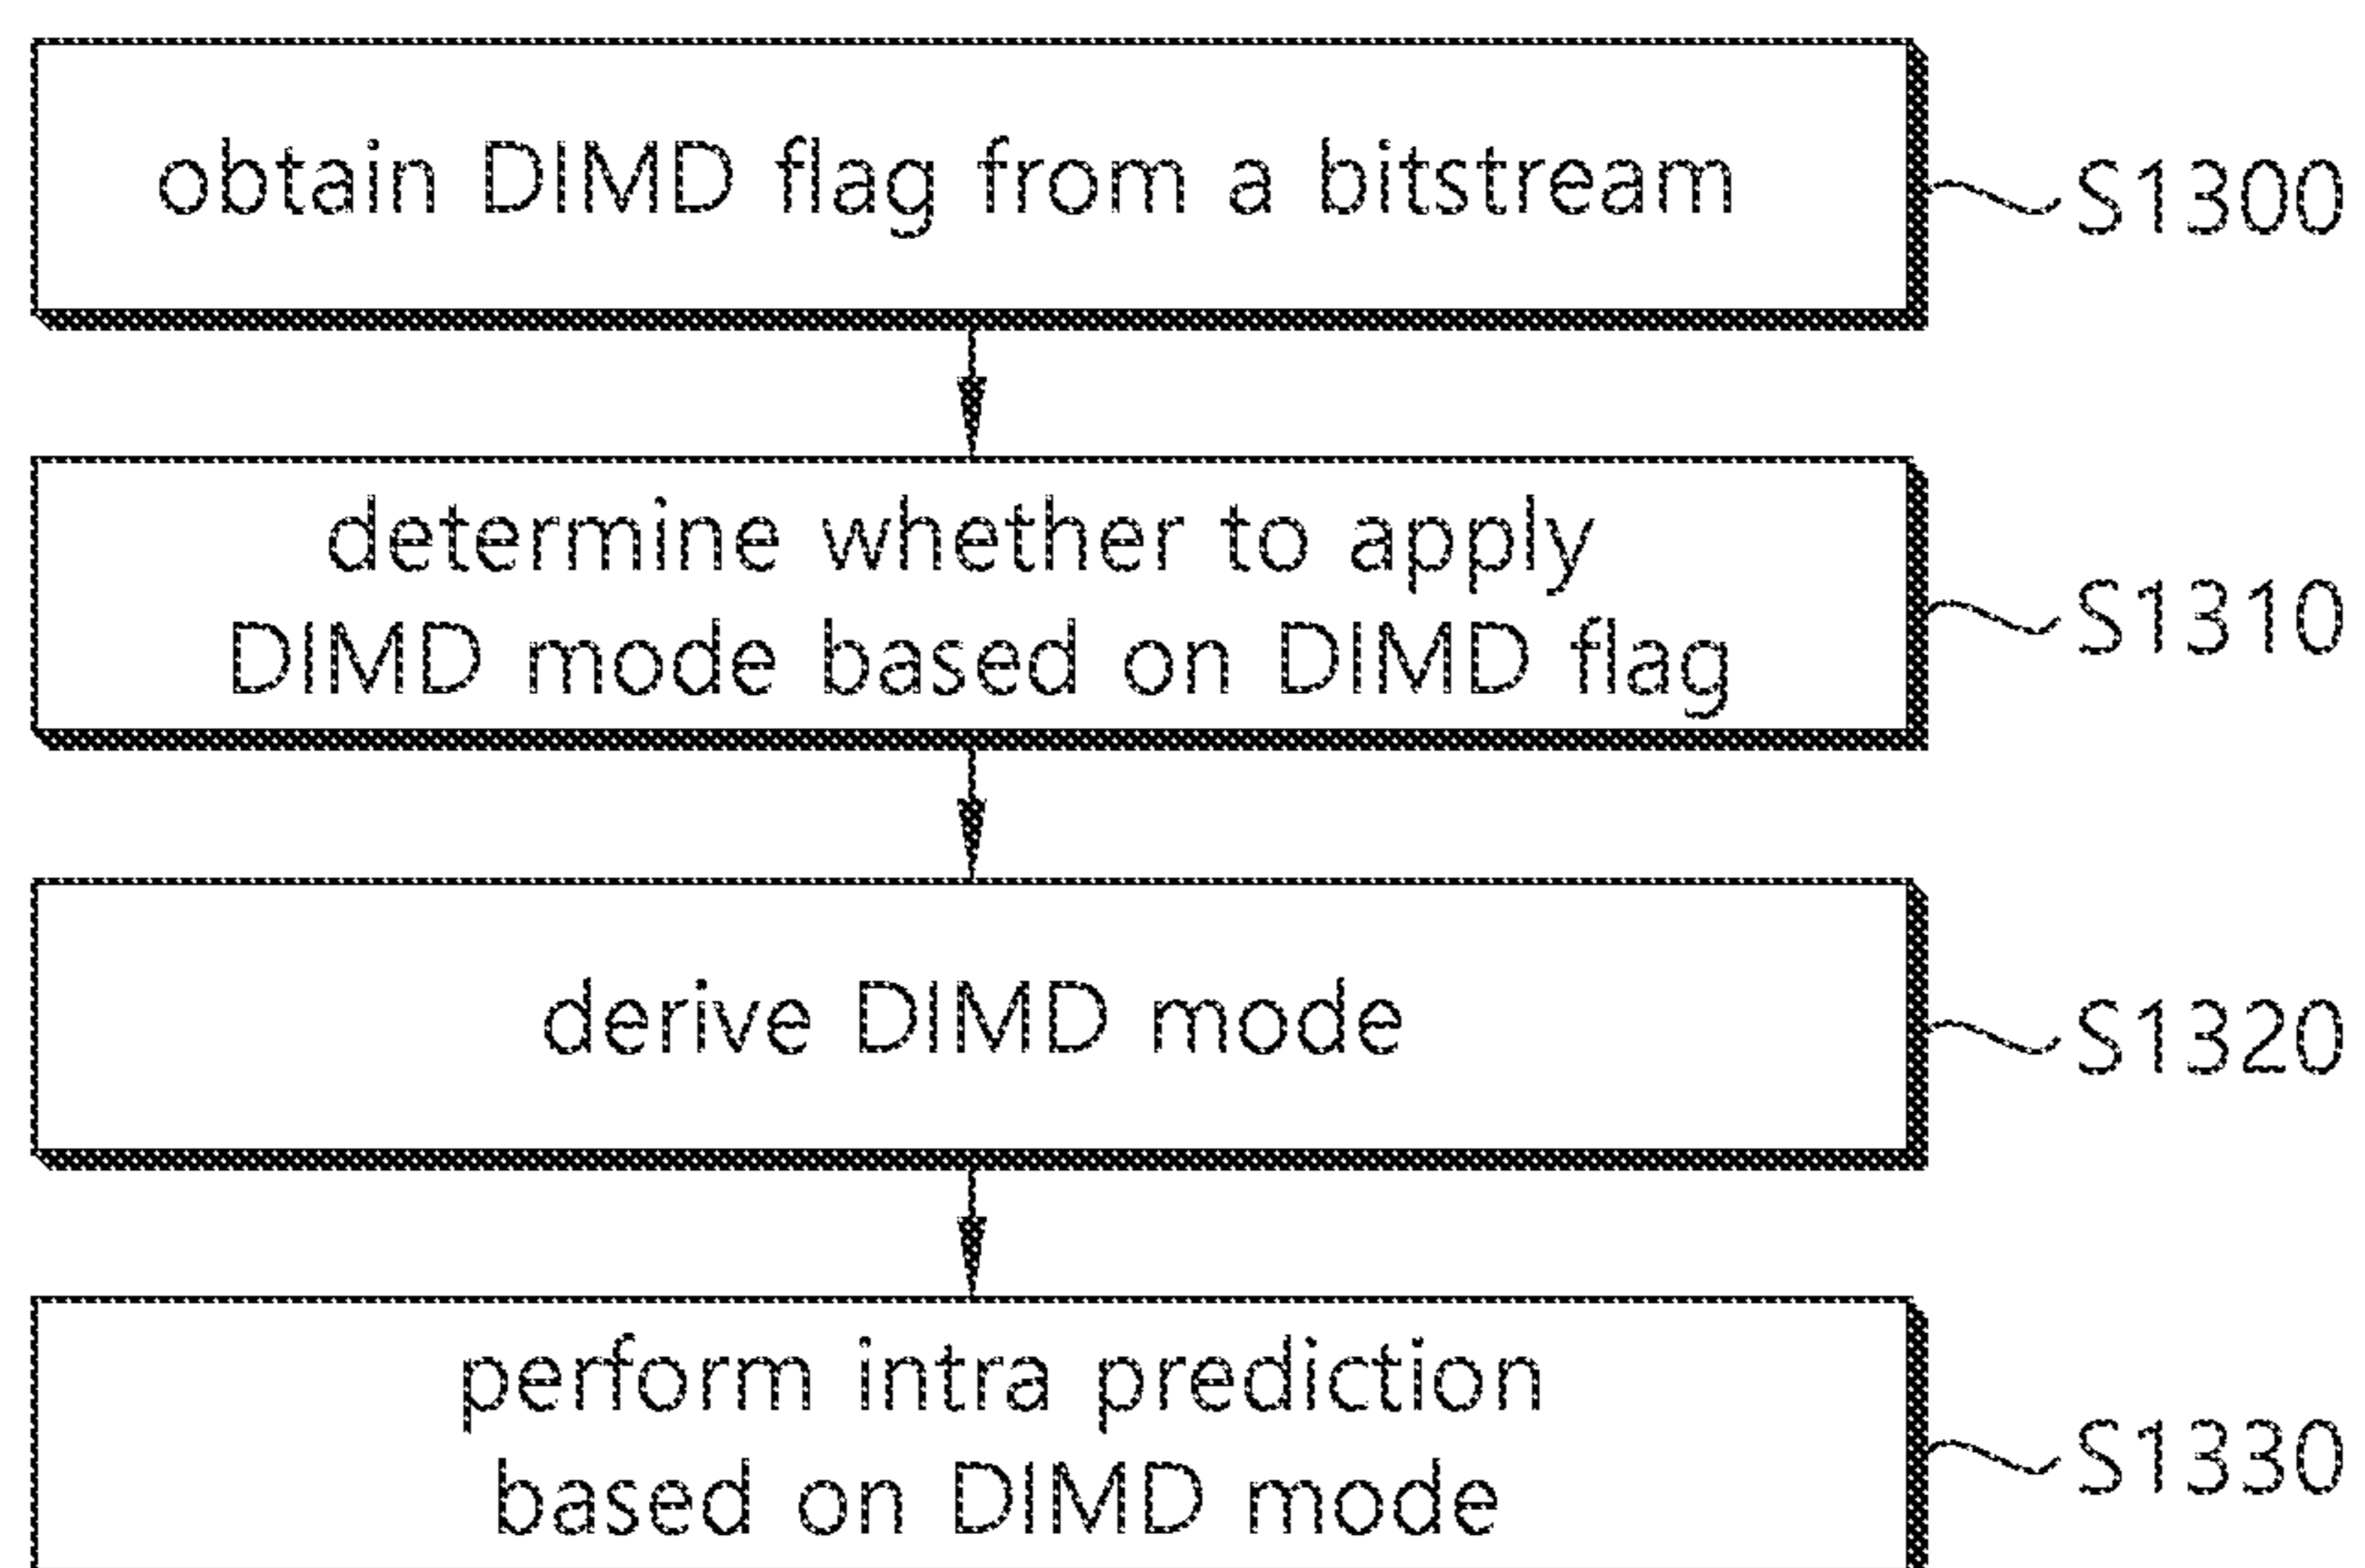 obtain DIMD flag from a bitstream
S1300
determine whether to apply
DIMD mode based on DIMD flag
S1310
derive DIMD mode
S1320
perform intra prediction
based on DIMD mode
S1330